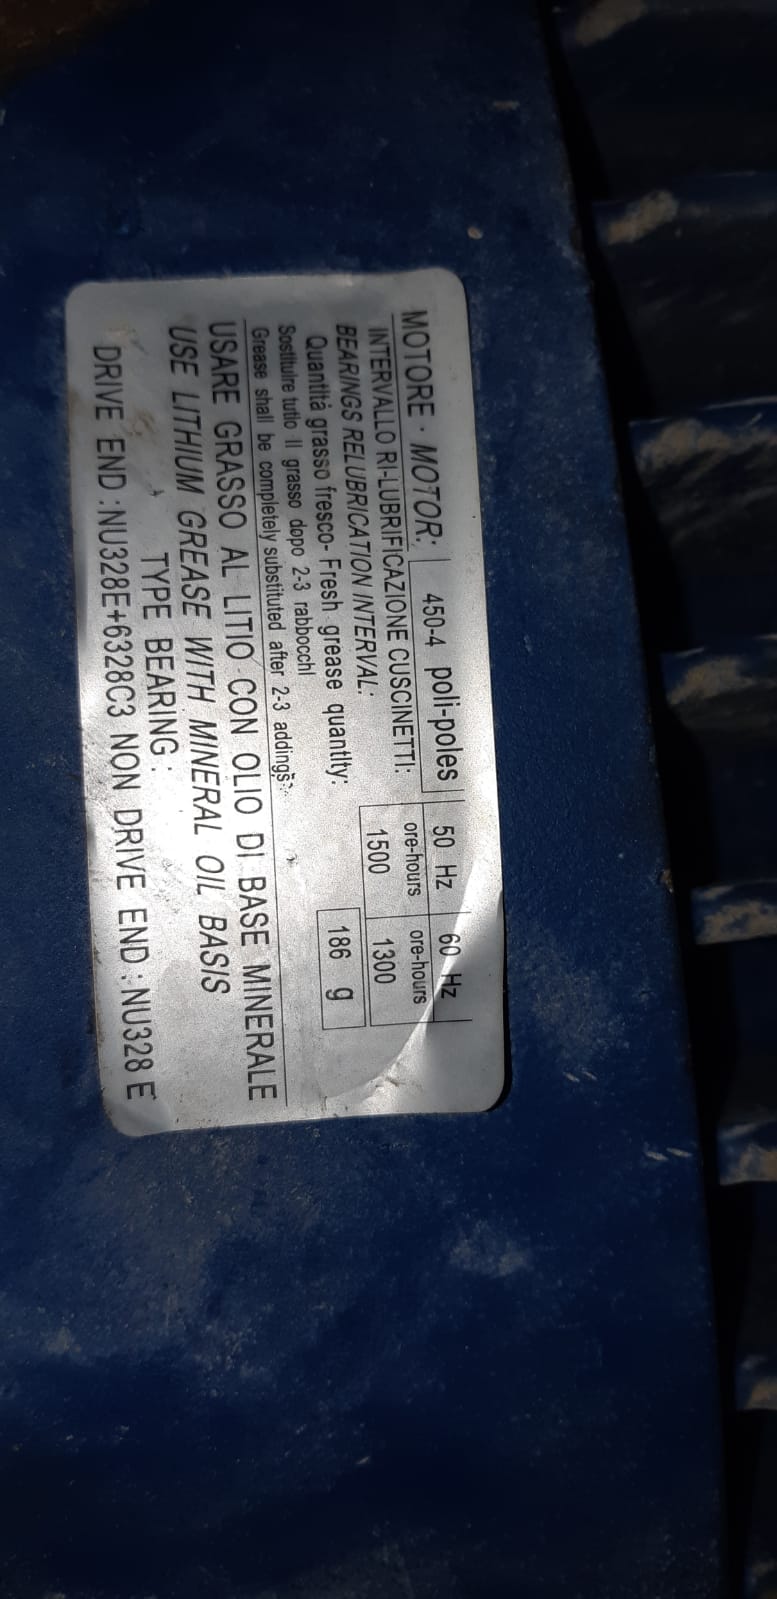 MOTORE · MOTOR: 450-4 poli-poles 50 Hz 60 Hz
INTERVALLO RI-LUBRIFICAZIONE CUSCINETTI: ore-hours ore-hours
BEARINGS RELUBRICATION INTERVAL: 1500 1300
Quantità grasso fresco- Fresh grease quantity: 186 g
Sostituire tutto il grasso dopo 2-3 rabbocchi
Grease shall be completely substituted after 2-3 addings
USARE GRASSO AL LITIO CON OLIO DI BASE MINERALE
USE LITHIUM GREASE WITH MINERAL OIL BASIS
TYPE BEARING :
DRIVE END :NU328E+6328C3 NON DRIVE END : NU328 E